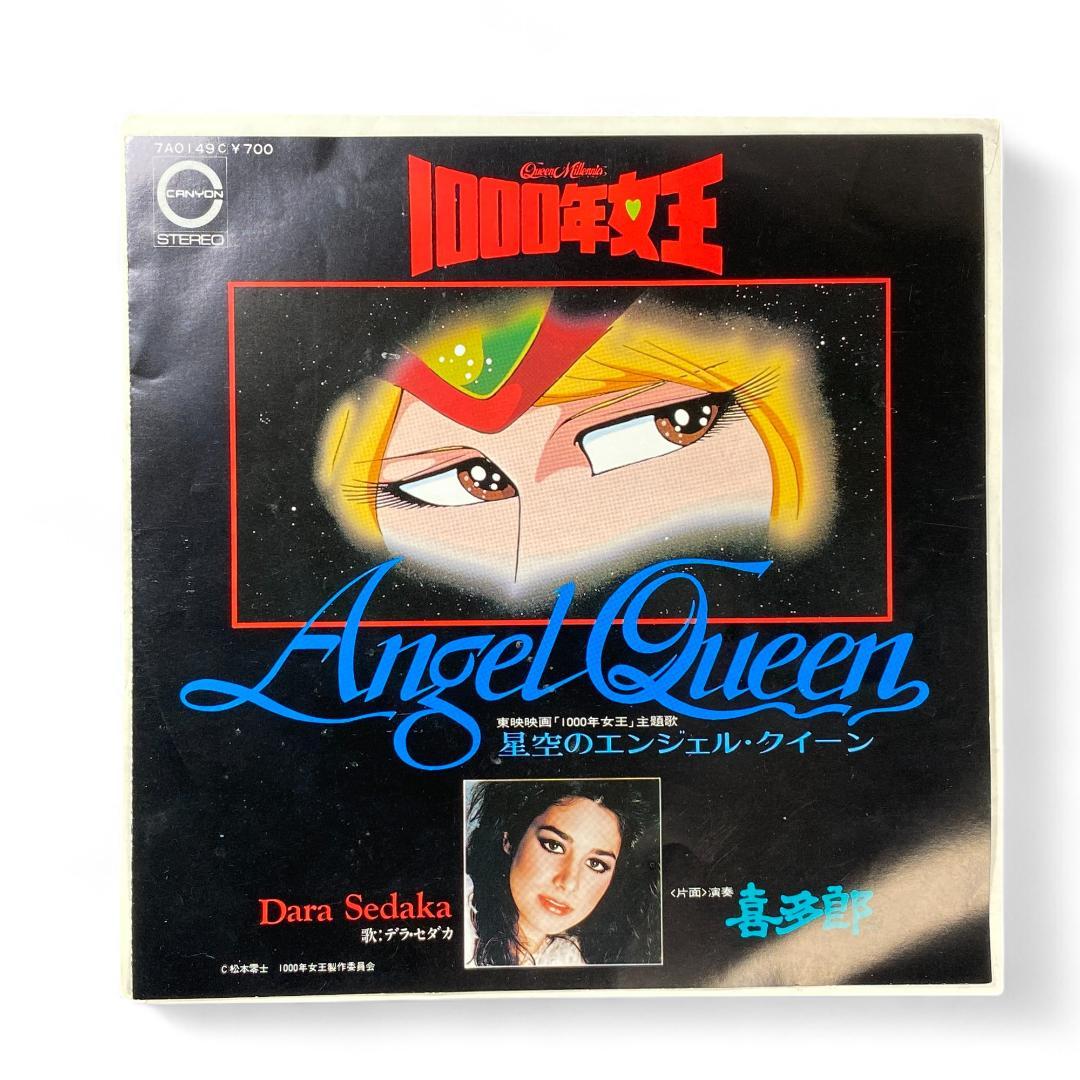 7A0149C ¥700
CANYON
STEREO
Queen Millennia
1000年女王
Angel Queen
東映映画「1000年女王」主題歌
星空のエンジェル・クイーン
Dara Sedaka
歌:デラ・セダカ
〈片面〉演奏
喜多郎
C 松本零士 1000年女王製作委員会